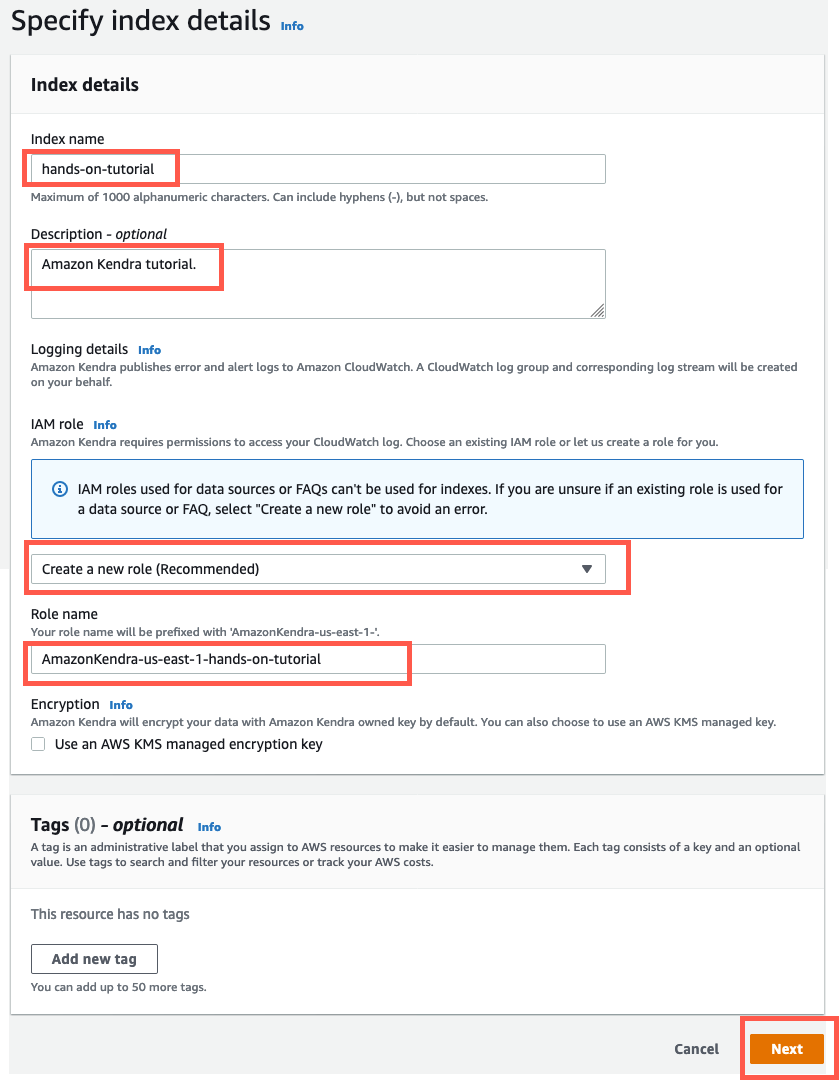 Specify index details Info
Index details
Index name
hands-on-tutorial
Maximum of 1000 alphanumeric characters. Can include hyphens (-), but not spaces.
Description - optional
Amazon Kendra tutorial.
Logging details Info
Amazon Kendra publishes error and alert logs to Amazon CloudWatch. A CloudWatch log group and corresponding log stream will be created
on your behalf.
IAM role Info
Amazon Kendra requires permissions to access your CloudWatch log. Choose an existing IAM role or let us create a role for you.
IAM roles used for data sources or FAQs can't be used for indexes. If you are unsure if an existing role is used for
a data source or FAQ, select "Create a new role" to avoid an error.
Create a new role (Recommended)
Role name
Your role name will be prefixed with 'AmazonKendra-us-east-1-'.
AmazonKendra-us-east-1-hands-on-tutorial
Encryption Info
Amazon Kendra will encrypt your data with Amazon Kendra owned key by default. You can also choose to use an AWS KMS managed key.
Use an AWS KMS managed encryption key
Tags (0) - optional Info
A tag is an administrative label that you assign to AWS resources to make it easier to manage them. Each tag consists of a key and an optional
value. Use tags to search and filter your resources or track your AWS costs.
This resource has no tags
Add new tag
You can add up to 50 more tags.
Cancel Next